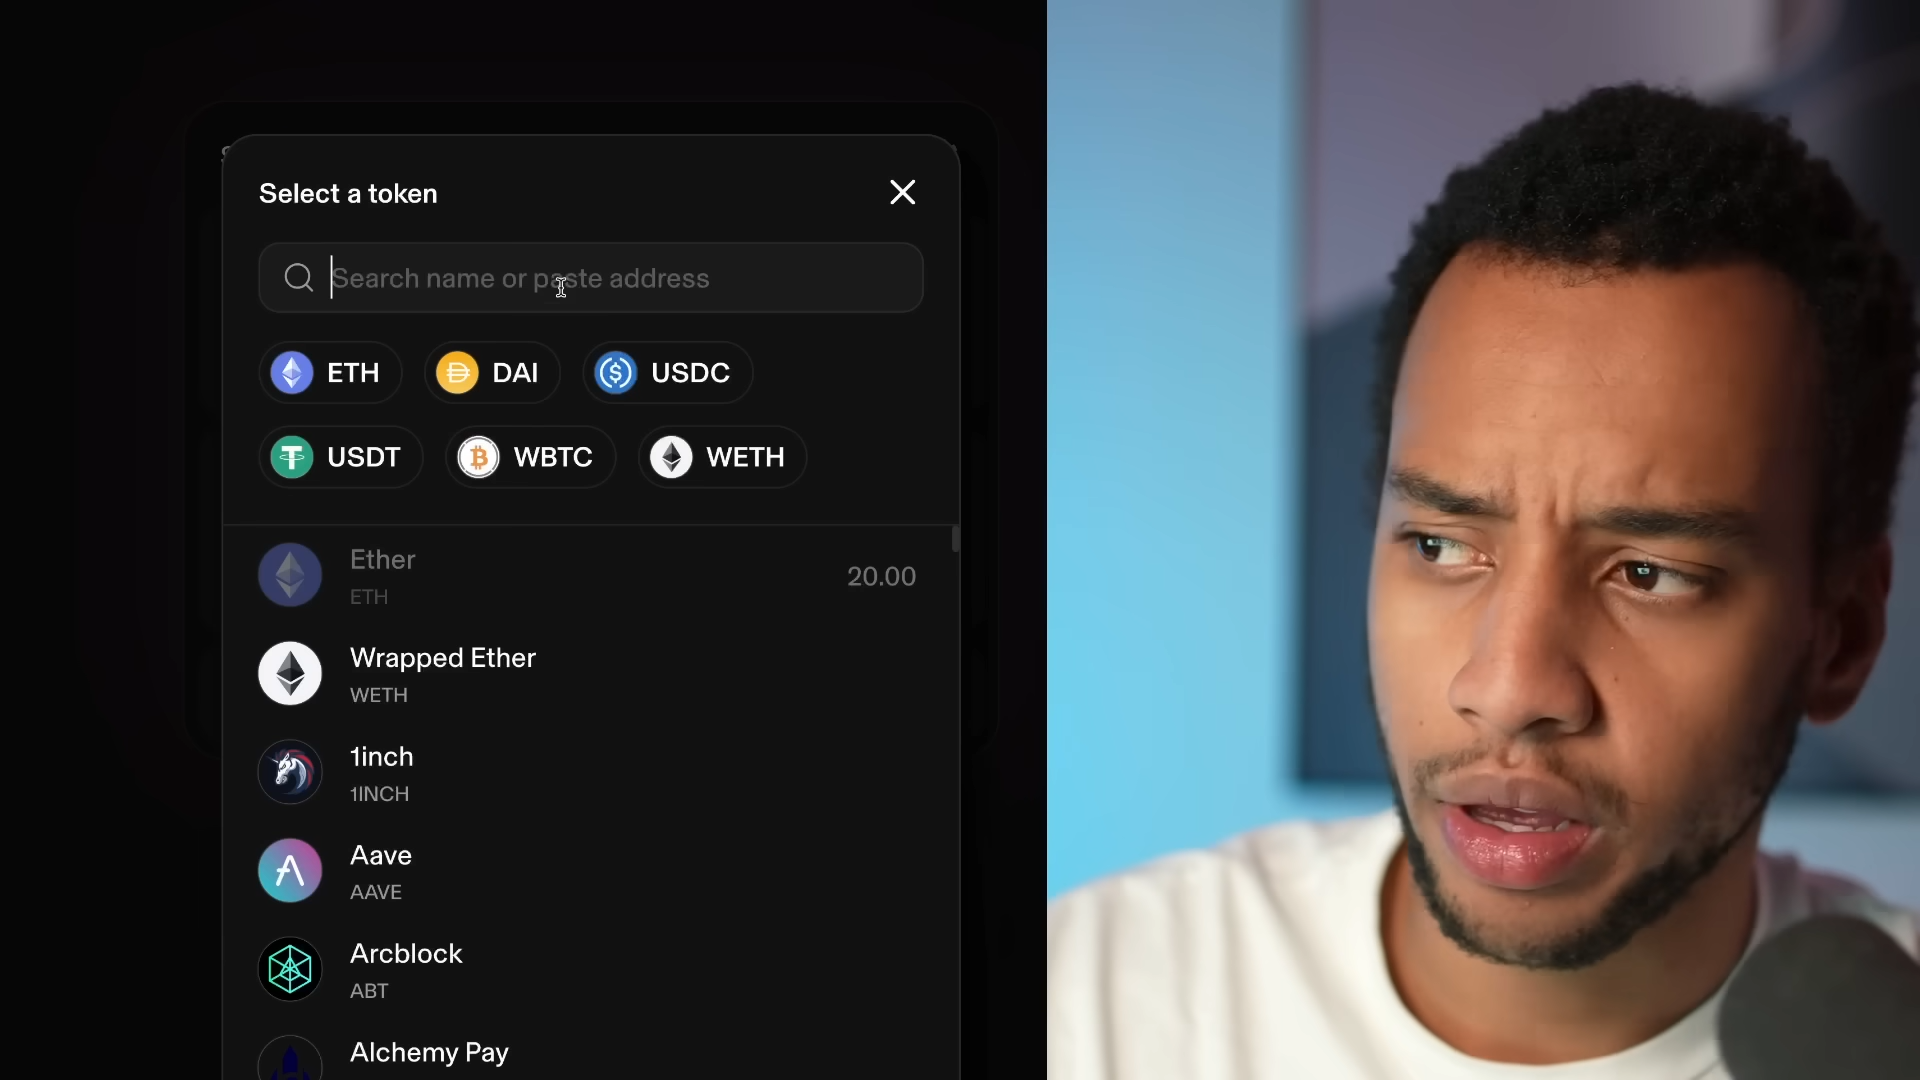 Select a token
Search name or paste address
ETH DAI USDC
USDT WBTC WETH
Ether
ETH
20.00
Wrapped Ether
WETH
1inch
1INCH
Aave
AAVE
Arcblock
ABT
Alchemy Pay